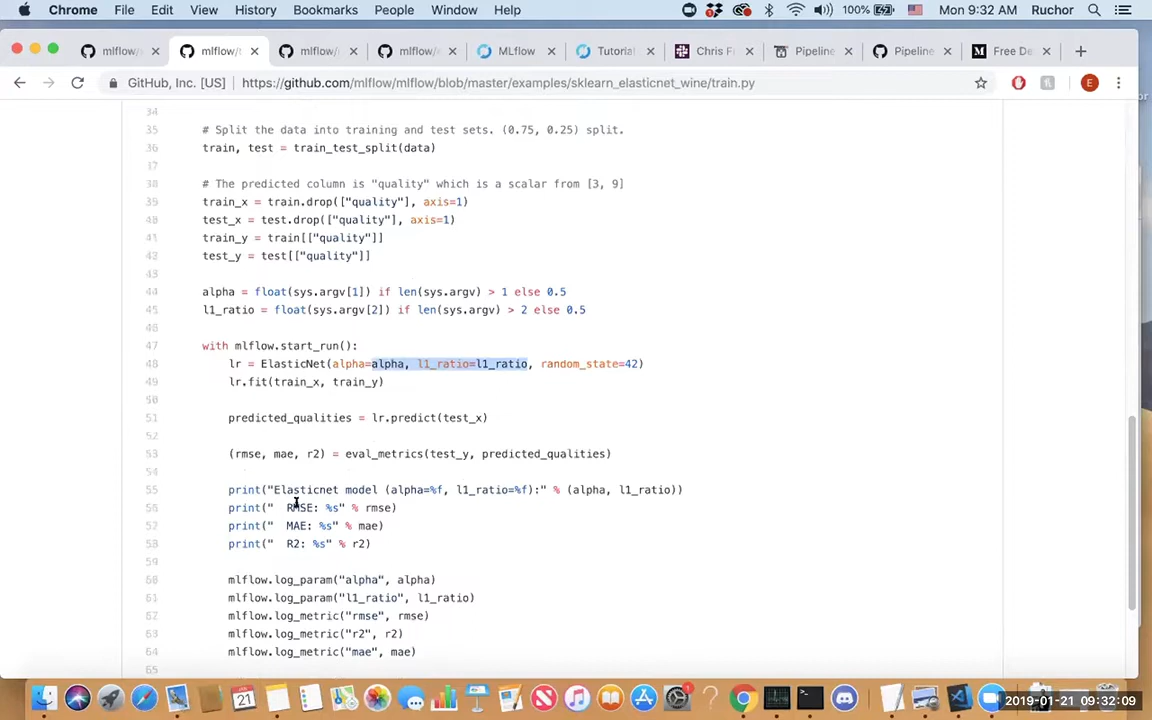 Chrome File Edit View History Bookmarks People Window Help 100% Mon 9:32 AM Ruchor
mlflow/ mlflow/t mlflow/ mlflow/ MLflow Tutorial Chris F Pipeline Pipeline Free De
GitHub, Inc. [US] https://github.com/mlflow/mlflow/blob/master/examples/sklearn_elasticnet_wine/train.py E
34
35 # Split the data into training and test sets. (0.75, 0.25) split.
36 train, test = train_test_split(data)
37
38 # The predicted column is "quality" which is a scalar from [3, 9]
39 train_x = train.drop(["quality"], axis=1)
40 test_x = test.drop(["quality"], axis=1)
41 train_y = train[["quality"]]
42 test_y = test[["quality"]]
43
44 alpha = float(sys.argv[1]) if len(sys.argv) > 1 else 0.5
45 l1_ratio = float(sys.argv[2]) if len(sys.argv) > 2 else 0.5
46
47 with mlflow.start_run():
48 lr = ElasticNet(alpha=alpha, l1_ratio=l1_ratio, random_state=42)
49 lr.fit(train_x, train_y)
50
51 predicted_qualities = lr.predict(test_x)
52
53 (rmse, mae, r2) = eval_metrics(test_y, predicted_qualities)
54
55 print("Elasticnet model (alpha=%f, l1_ratio=%f):" % (alpha, l1_ratio))
56 print("  RMSE: %s" % rmse)
57 print("  MAE: %s" % mae)
58 print("  R2: %s" % r2)
59
60 mlflow.log_param("alpha", alpha)
61 mlflow.log_param("l1_ratio", l1_ratio)
62 mlflow.log_metric("rmse", rmse)
63 mlflow.log_metric("r2", r2)
64 mlflow.log_metric("mae", mae)
65
2019-01-21 09:32:09